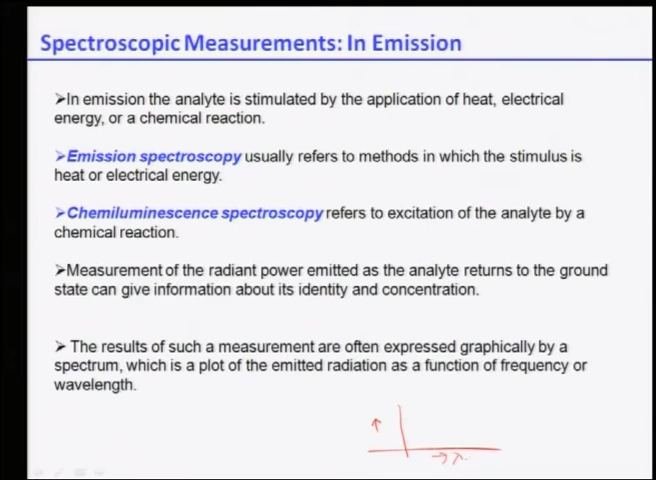 Spectroscopic Measurements: In Emission
➢In emission the analyte is stimulated by the application of heat, electrical
energy, or a chemical reaction.
➢Emission spectroscopy usually refers to methods in which the stimulus is
heat or electrical energy.
➢Chemiluminescence spectroscopy refers to excitation of the analyte by a
chemical reaction.
➢Measurement of the radiant power emitted as the analyte returns to the ground
state can give information about its identity and concentration.
➢ The results of such a measurement are often expressed graphically by a
spectrum, which is a plot of the emitted radiation as a function of frequency or
wavelength.
↑
→ λ